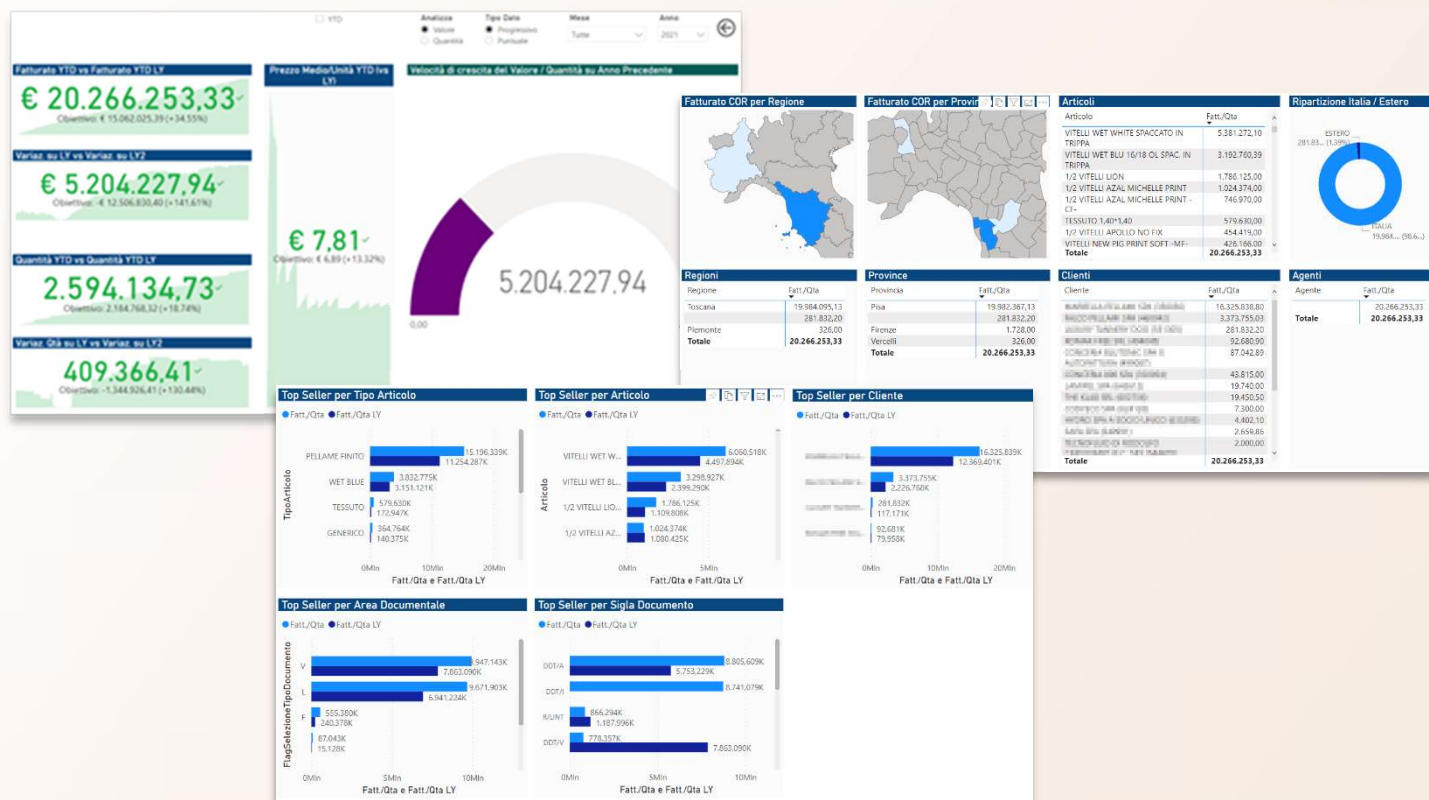 YTD
Analizza
Valore
Quantità
Tipo Dato
Progressivo
Puntuale
Mese
Tutte
Anno
2021
Fatturato YTD vs Fatturato YTD LY
€ 20.266.253,33
Obiettivo: € 15.062.025,39 (+34.55%)
Variaz. su LY vs Variaz. su LY2
€ 5.204.227,94
Obiettivo: -€ 12.506.830,40 (+141.61%)
Quantità YTD vs Quantità YTD LY
2.594.134,73
Obiettivo: 2.184.768,32 (+18.74%)
Variaz. Qtà su LY vs Variaz. su LY2
409.366,41
Obiettivo: -1.344.926,41 (+130.44%)
Prezzo Medio/Unità YTD (vs
LY)
€ 7,81
Obiettivo: € 6,89 (+13.32%)
Velocità di crescita del Valore / Quantità su Anno Precedente
5.204.227.94
0,00
Fatturato COR per Regione
Fatturato COR per Provin
Articoli
Articolo Fatt./Qta
VITELLI WET WHITE SPACCATO IN 5.381.272,10
TRIPPA
VITELLI WET BLU 16/18 OL SPAC. IN 3.192.760,39
TRIPPA
1/2 VITELLI LION 1.786.125,00
1/2 VITELLI AZAL MICHELLE PRINT 1.024.374,00
1/2 VITELLI AZAL MICHELLE PRINT - 746.970,00
CF-
TESSUTO 1,40*1,40 579.630,00
1/2 VITELLI APOLLO NO FIX 454.419,00
VITELLI NEW PIG PRINT SOFT -MF- 426.166,00
Totale 20.266.253,33
Ripartizione Italia / Estero
ESTERO
281.83... (1.39%)
ITALIA
19.984.... (98.6...)
Regioni
Regione Fatt./Qta
Toscana 19.984.095,13
281.832,20
Piemonte 326,00
Totale 20.266.253,33
Province
Provincia Fatt./Qta
Pisa 19.982.367,13
281.832,20
Firenze 1.728,00
Vercelli 326,00
Totale 20.266.253,33
Clienti
Cliente Fatt./Qta
16.325.838,80
3.373.755,03
281.832,20
92.680,90
87.042,89
43.815,00
19.740,00
19.450,50
7.300,00
4.402,10
2.659,86
2.000,00
Totale 20.266.253,33
Agenti
Agente Fatt./Qta
20.266.253,33
Totale 20.266.253,33
Top Seller per Tipo Articolo
Fatt./Qta Fatt./Qta LY
TipoArticolo
PELLAME FINITO 15.196.339K
11.254.287K
WET BLUE 3.832.775K
3.151.121K
TESSUTO 579.630K
172.947K
GENERICO 364.764K
140.375K
0Mln 10Mln 20Mln
Fatt./Qta e Fatt./Qta LY
Top Seller per Articolo
Fatt./Qta Fatt./Qta LY
Articolo
VITELLI WET W... 6.060.518K
4.497.894K
VITELLI WET BL... 3.298.927K
2.399.290K
1/2 VITELLI LIO... 1.786.125K
1.109.808K
1/2 VITELLI AZ... 1.024.374K
1.080.425K
0Mln 5Mln
Fatt./Qta e Fatt./Qta LY
Top Seller per Cliente
Fatt./Qta Fatt./Qta LY
16.325.839K
12.369.401K
3.373.755K
2.226.768K
281.832K
117.171K
92.681K
79.958K
0Mln 10Mln 20Mln
Fatt./Qta e Fatt./Qta LY
Top Seller per Area Documentale
Fatt./Qta Fatt./Qta LY
FlagSelezioneTipoDocumento
V .947.143K
7.863.090K
L 9.671.903K
6.941.224K
F 555.380K
240.378K
87.043K
15.128K
0Mln 5Mln 10Mln
Fatt./Qta e Fatt./Qta LY
Top Seller per Sigla Documento
Fatt./Qta Fatt./Qta LY
DDT/A 8.805.609K
5.753.229K
DDT/I 8.741.079K
R/LINT 866.294K
1.187.996K
DDT/V 778.357K
7.863.090K
0Mln 5Mln 10Mln
Fatt./Qta e Fatt./Qta LY